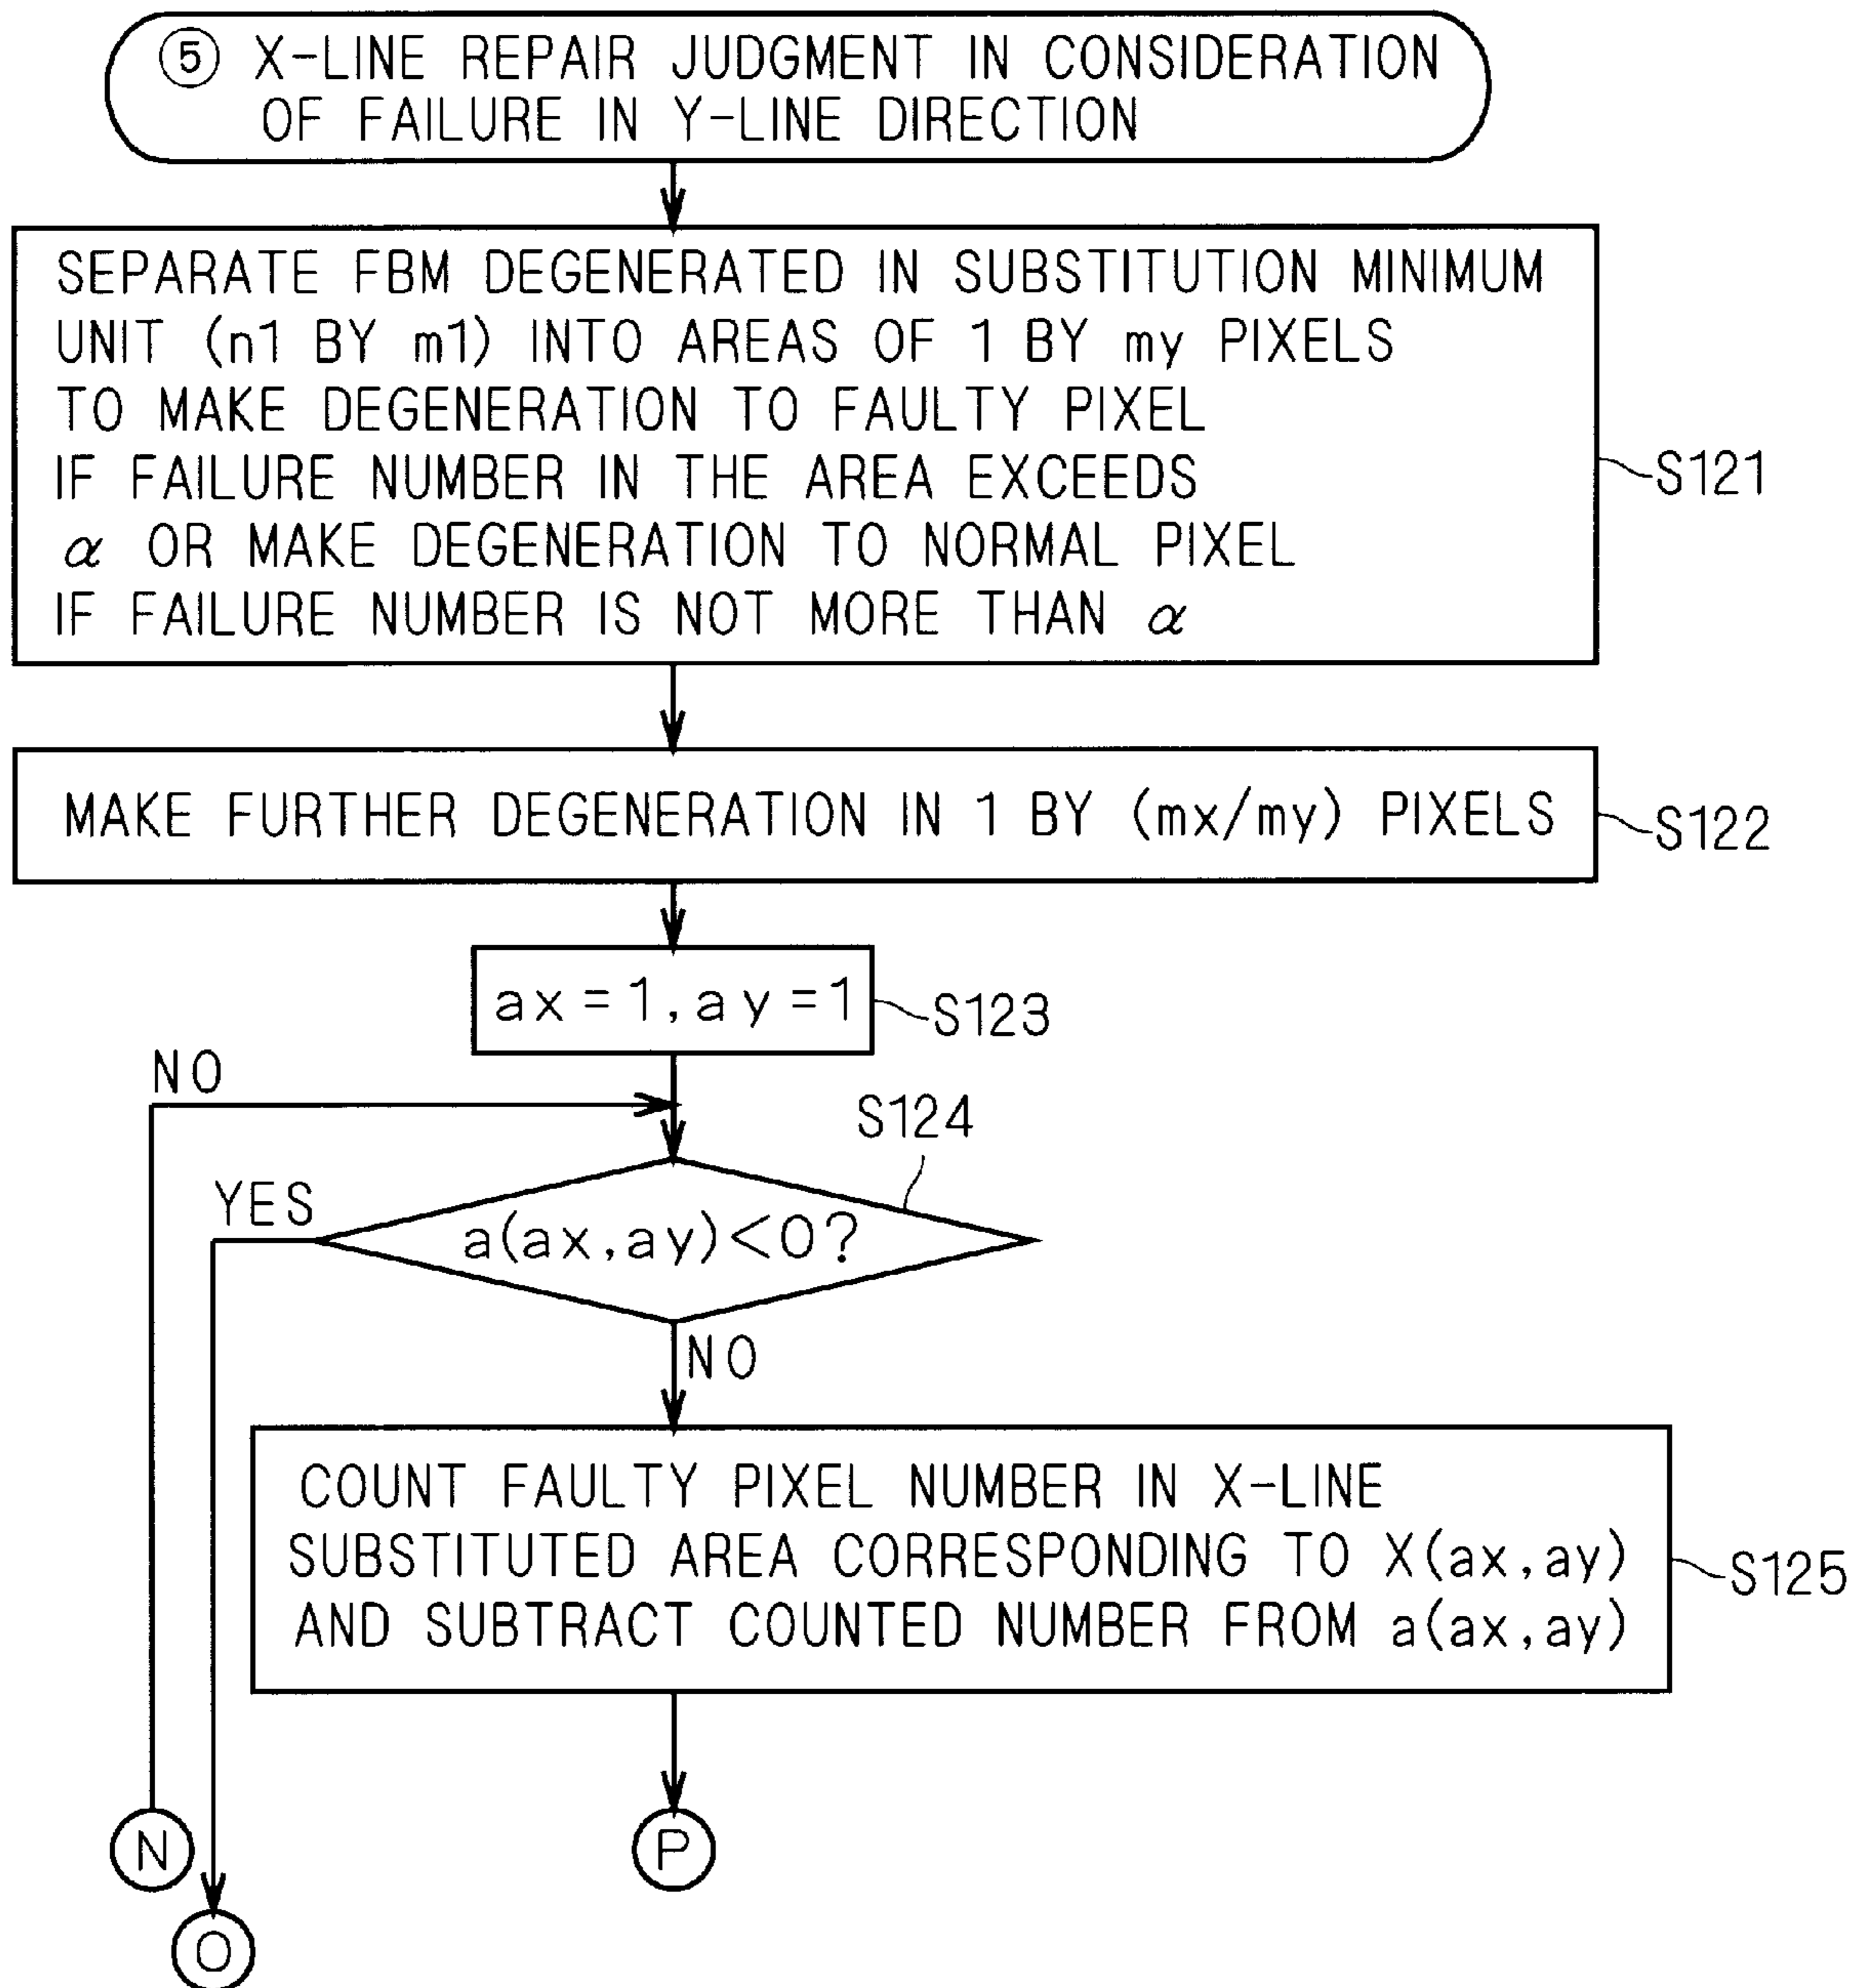 ⑤ X-LINE REPAIR JUDGMENT IN CONSIDERATION
OF FAILURE IN Y-LINE DIRECTION
SEPARATE FBM DEGENERATED IN SUBSTITUTION MINIMUM
UNIT (n1 BY m1) INTO AREAS OF 1 BY my PIXELS
TO MAKE DEGENERATION TO FAULTY PIXEL
IF FAILURE NUMBER IN THE AREA EXCEEDS
α OR MAKE DEGENERATION TO NORMAL PIXEL
IF FAILURE NUMBER IS NOT MORE THAN α
S121
MAKE FURTHER DEGENERATION IN 1 BY (mx/my) PIXELS
S122
ax=1,ay=1
S123
NO
S124
YES
a(ax,ay)<0?
NO
COUNT FAULTY PIXEL NUMBER IN X-LINE
SUBSTITUTED AREA CORRESPONDING TO X(ax,ay)
AND SUBTRACT COUNTED NUMBER FROM a(ax,ay)
S125
N
P
O